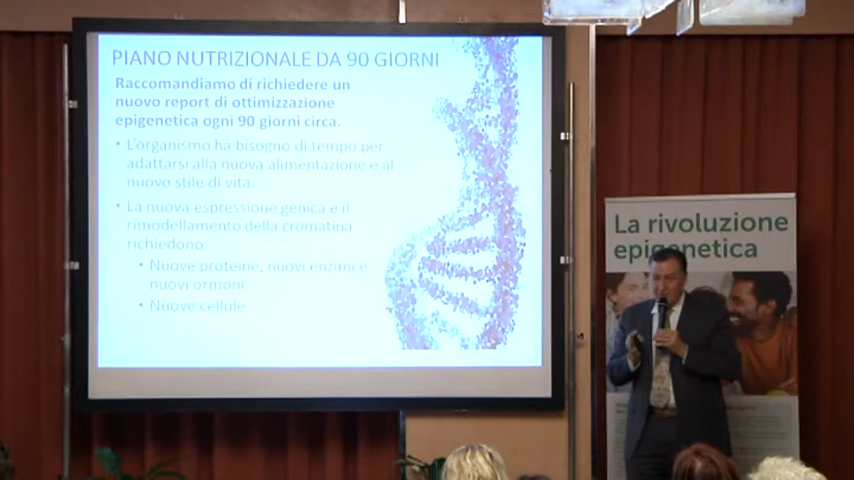 PIANO NUTRIZIONALE DA 90 GIORNI
Raccomandiamo di richiedere un
nuovo report di ottimizzazione
epigenetica ogni 90 giorni circa.
• L'organismo ha bisogno di tempo per
adattarsi alla nuova alimentazione e al
nuovo stile di vita.
• La nuova espressione genica e il
rimodellamento della cromatina
richiedono:
• Nuove proteine, nuovi enzimi e
nuovi ormoni
• Nuove cellule
La rivoluzione
epigenetica